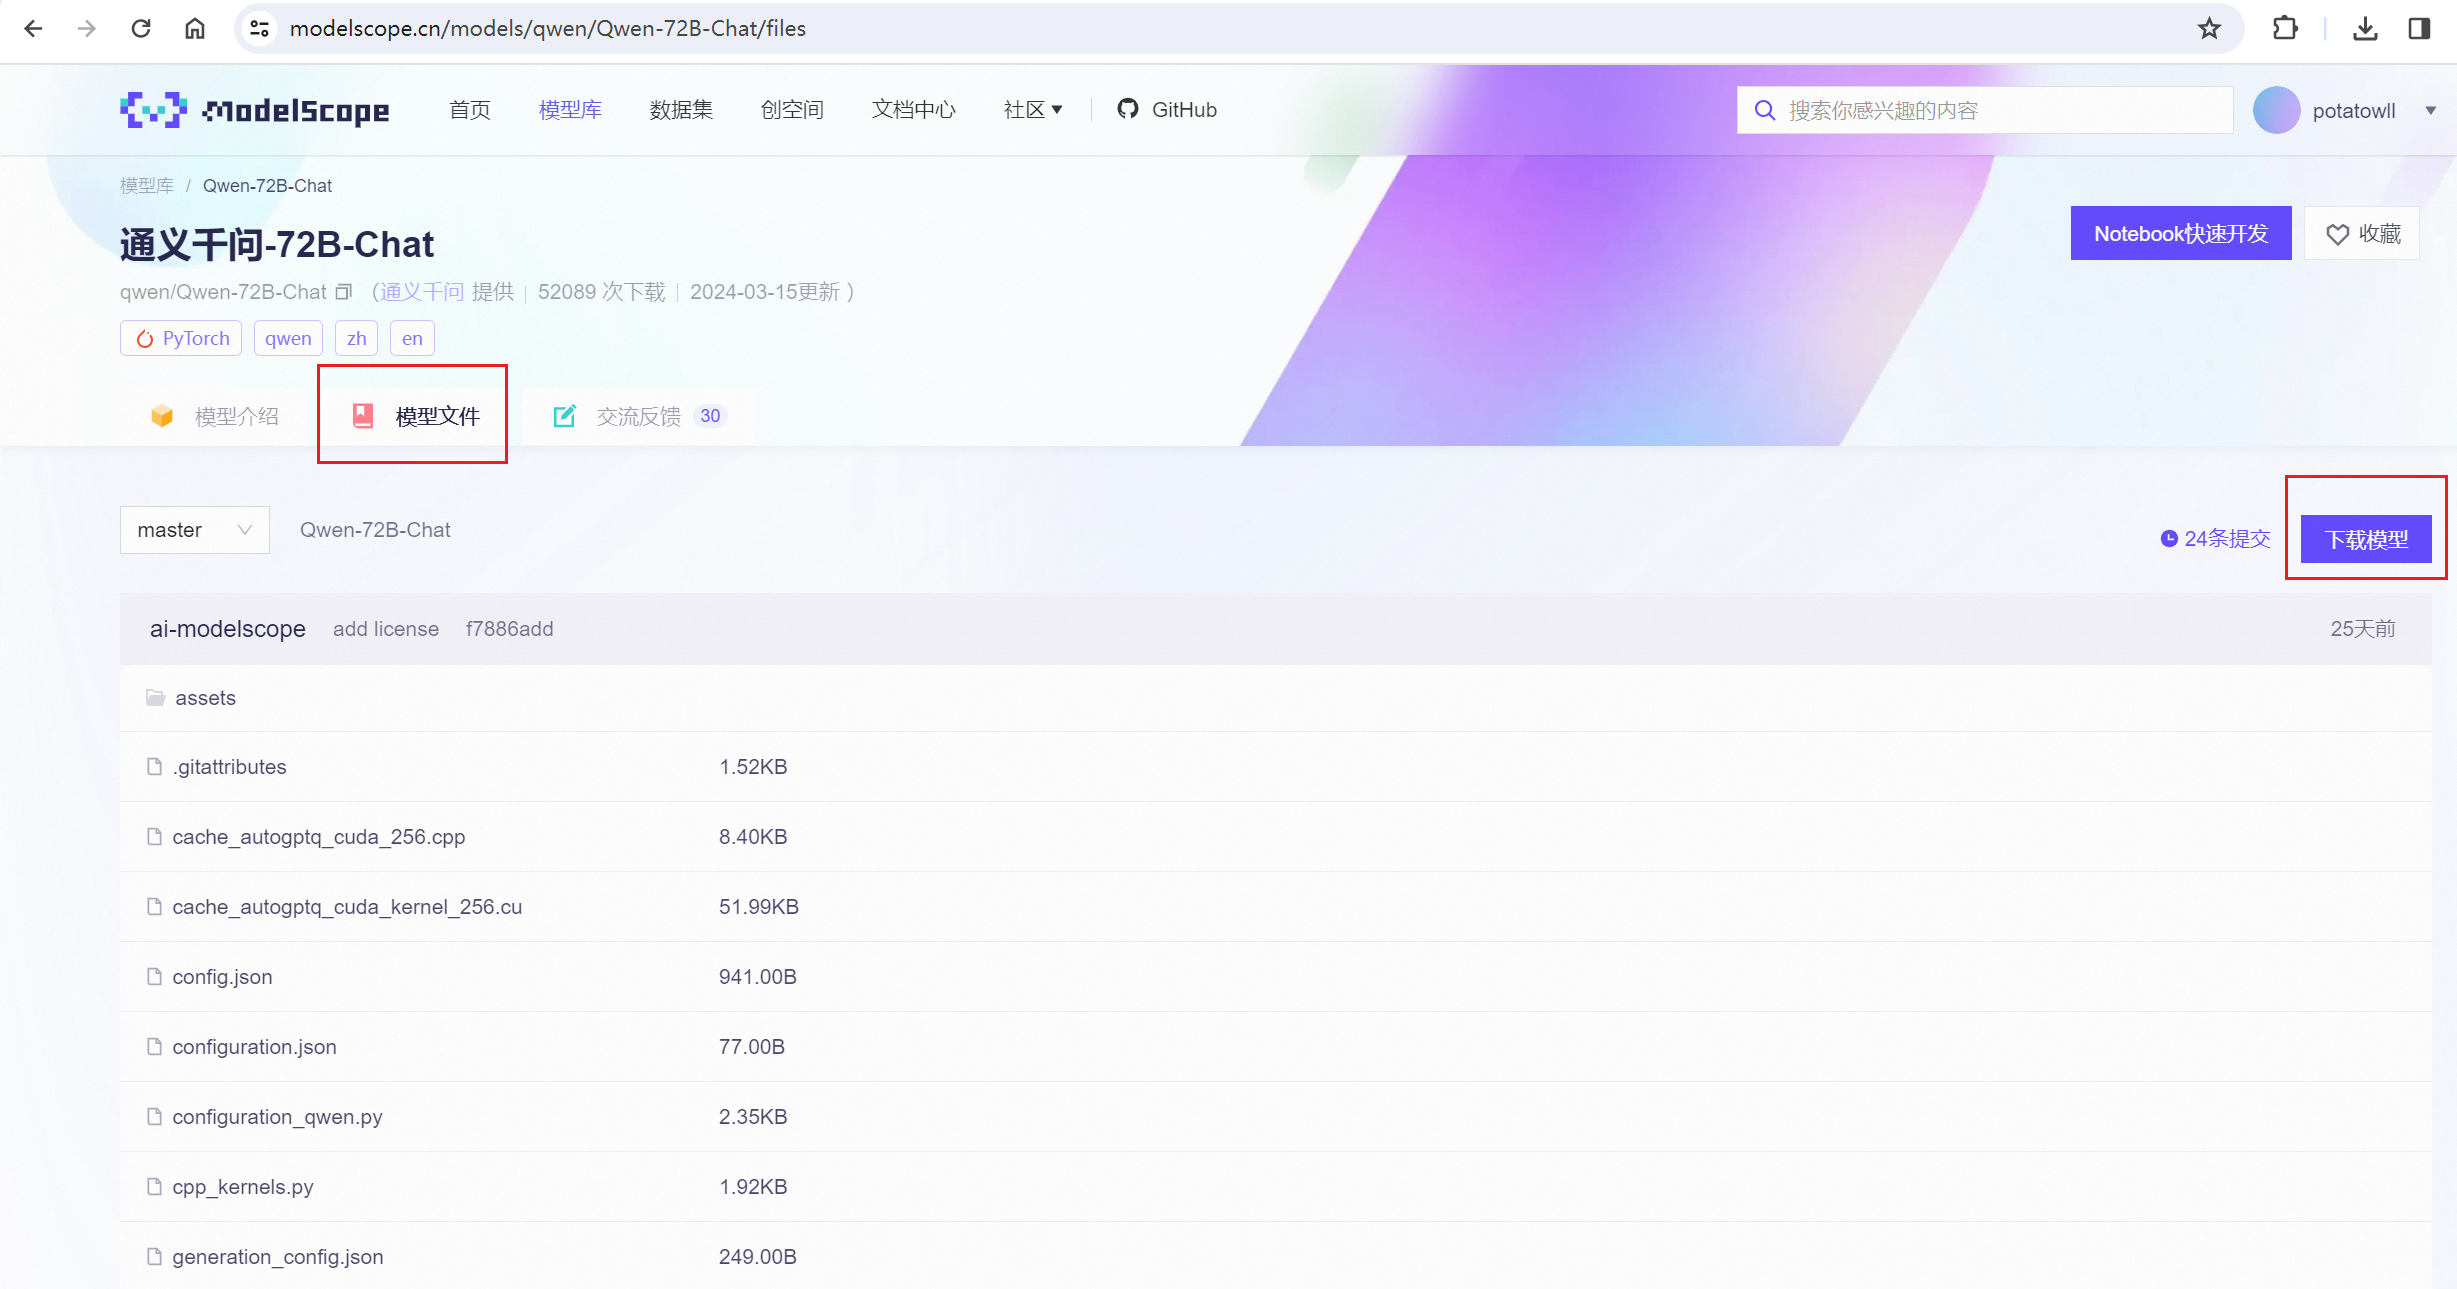 modelscope.cn/models/qwen/Qwen-72B-Chat/files
ModelScope 首页 模型库 数据集 创空间 文档中心 社区 GitHub 搜索你感兴趣的内容 potatowll
模型库 / Qwen-72B-Chat
通义千问-72B-Chat
Notebook快速开发 收藏
qwen/Qwen-72B-Chat （通义千问 提供 | 52089 次下载 | 2024-03-15更新 ）
PyTorch qwen zh en
模型介绍 模型文件 交流反馈 30
master Qwen-72B-Chat 24条提交 下载模型
ai-modelscope add license f7886add 25天前
assets
.gitattributes 1.52KB
cache_autogptq_cuda_256.cpp 8.40KB
cache_autogptq_cuda_kernel_256.cu 51.99KB
config.json 941.00B
configuration.json 77.00B
configuration_qwen.py 2.35KB
cpp_kernels.py 1.92KB
generation_config.json 249.00B